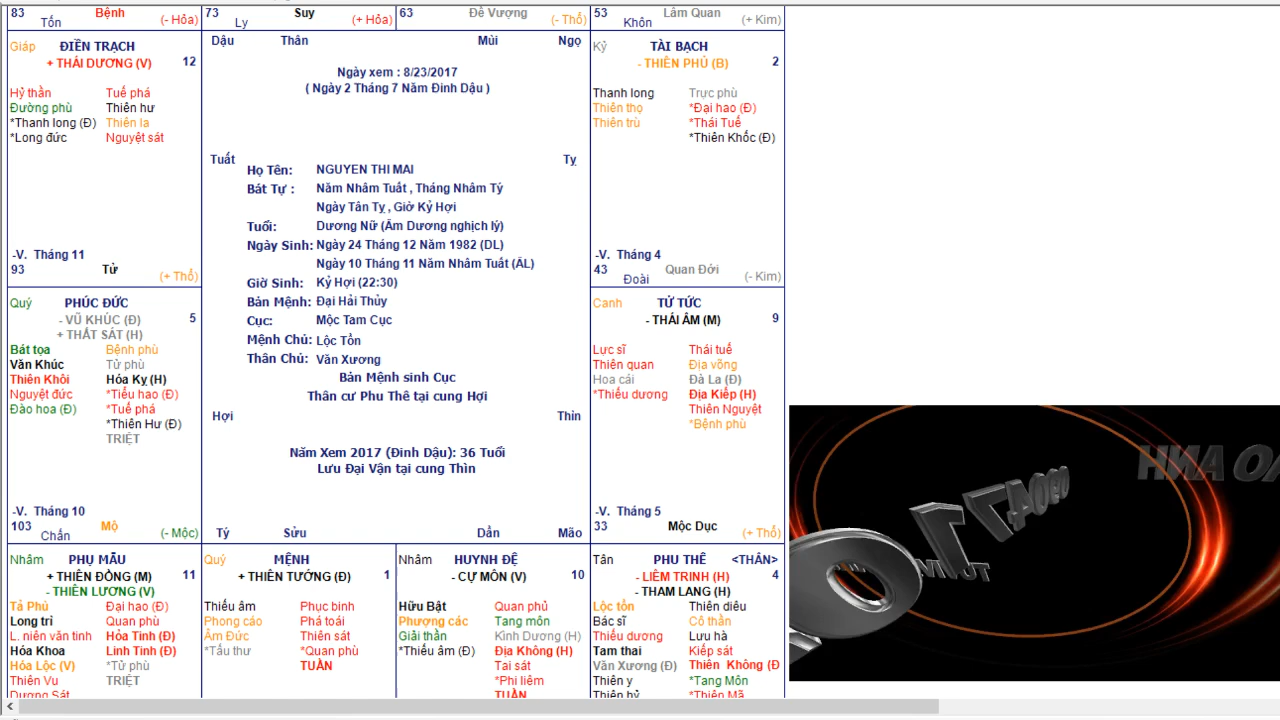 83
Bệnh
(- Hỏa)
Tốn
73
Suy
(+ Hỏa)
Ly
63
Đế Vượng
(- Thổ)
53
Lâm Quan
(+ Kim)
Khôn
Giáp ĐIỀN TRẠCH
+ THÁI DƯƠNG (V) 12
Hỷ thần Tuế phá
Đường phù Thiên hư
*Thanh long (Đ) Thiên la
*Long đức Nguyệt sát
-V. Tháng 11
93 Tử (+ Thổ)
Dậu Thân Mùi Ngọ
Ngày xem : 8/23/2017
( Ngày 2 Tháng 7 Năm Đinh Dậu )
Tuất Tỵ
Họ Tên: NGUYEN THI MAI
Bát Tự : Năm Nhâm Tuất , Tháng Nhâm Tý
Ngày Tân Tỵ , Giờ Kỷ Hợi
Tuổi: Dương Nữ (Âm Dương nghịch lý)
Ngày Sinh: Ngày 24 Tháng 12 Năm 1982 (DL)
Ngày 10 Tháng 11 Năm Nhâm Tuất (ÂL)
Giờ Sinh: Kỷ Hợi (22:30)
Bản Mệnh: Đại Hải Thủy
Cục: Mộc Tam Cục
Mệnh Chủ: Lộc Tồn
Thân Chủ: Văn Xương
Bản Mệnh sinh Cục
Thân cư Phu Thê tại cung Hợi
Hợi Thìn
Năm Xem 2017 (Đinh Dậu): 36 Tuổi
Lưu Đại Vận tại cung Thìn
Tý Sửu Dần Mão
Kỷ TÀI BẠCH
- THIÊN PHỦ (B) 2
Thanh long Trực phù
Thiên thọ *Đại hao (Đ)
Thiên trù *Thái Tuế
*Thiên Khốc (Đ)
-V. Tháng 4
43 Quan Đới (- Kim)
Đoài
Quý PHÚC ĐỨC
- VŨ KHÚC (Đ) 5
+ THẤT SÁT (H)
Bát tọa Bệnh phù
Văn Khúc Tử phù
Thiên Khôi Hóa Kỵ (H)
Nguyệt đức *Tiểu hao (Đ)
Đào hoa (Đ) *Tuế phá
*Thiên Hư (Đ)
TRIỆT
-V. Tháng 10
103 Mộ (- Mộc)
Chấn
Canh TỬ TỨC
- THÁI ÂM (M) 9
Lực sĩ Thái tuế
Thiên quan Địa võng
Hoa cái Đà La (Đ)
*Thiếu dương Địa Kiếp (H)
Thiên Nguyệt
*Bệnh phù
-V. Tháng 5
33 Mộc Dục (+ Thổ)
Nhâm PHỤ MẪU
+ THIÊN ĐỒNG (M) 11
- THIÊN LƯƠNG (V)
Tả Phù Đại hao (Đ)
Long trì Quan phù
L. niên văn tinh Hỏa Tinh (Đ)
Hóa Khoa Linh Tinh (Đ)
Hóa Lộc (V) *Tử phù
Thiên Vu TRIỆT
Dương Sát
Quý MỆNH
+ THIÊN TƯỚNG (Đ) 1
Thiếu âm Phục binh
Phong cáo Phá toái
Âm Đức Thiên sát
*Tấu thư *Quan phù
TUẦN
Nhâm HUYNH ĐỆ
- CỰ MÔN (V) 10
Hữu Bật Quan phủ
Phượng các Tang môn
Giải thần Kình Dương (H)
*Thiếu âm (Đ) Địa Không (H)
Tai sát
*Phi liêm
TUẦN
Tân PHU THÊ <THÂN>
- LIÊM TRINH (H) 4
- THAM LANG (H)
Lộc tồn Thiên diêu
Bác sĩ Cô thần
Thiếu dương Lưu hà
Tam thai Kiếp sát
Văn Xương (Đ) Thiên Không (Đ
Thiên y *Tang Môn
Thiên hỷ *Thiên Mã